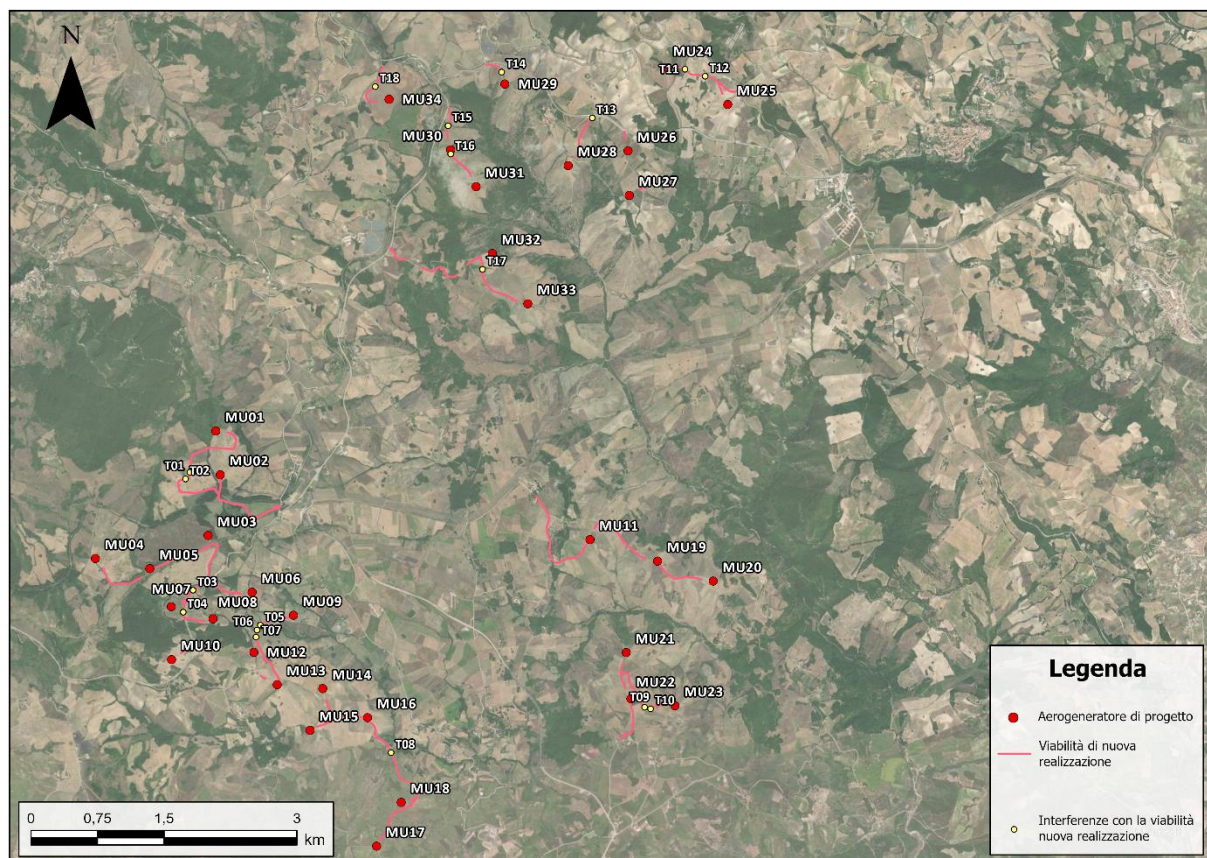 N
MU24
T14
T11
T12
T18
MU29
MU25
MU34
T13
T15
MU30
MU26
T16
MU28
MU31
MU27
MU32
T17
MU33
MU01
T01
T02
MU02
MU03
MU11
MU04
MU05
MU19
MU20
T03
MU07
MU06
T04
MU08
MU09
T05
T06
T07
MU10
MU12
MU21
MU13
MU14
MU22
MU23
T09
T10
MU15
MU16
T08
MU18
MU17
Legenda
Aerogeneratore di progetto
Viabilità di nuova
realizzazione
Interferenze con la viabilità
nuova realizzazione
0 0,75 1,5 3
km